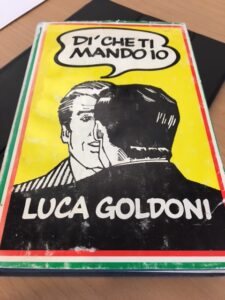 DI' CHE TI
MANDO IO
LUCA GOLDONI